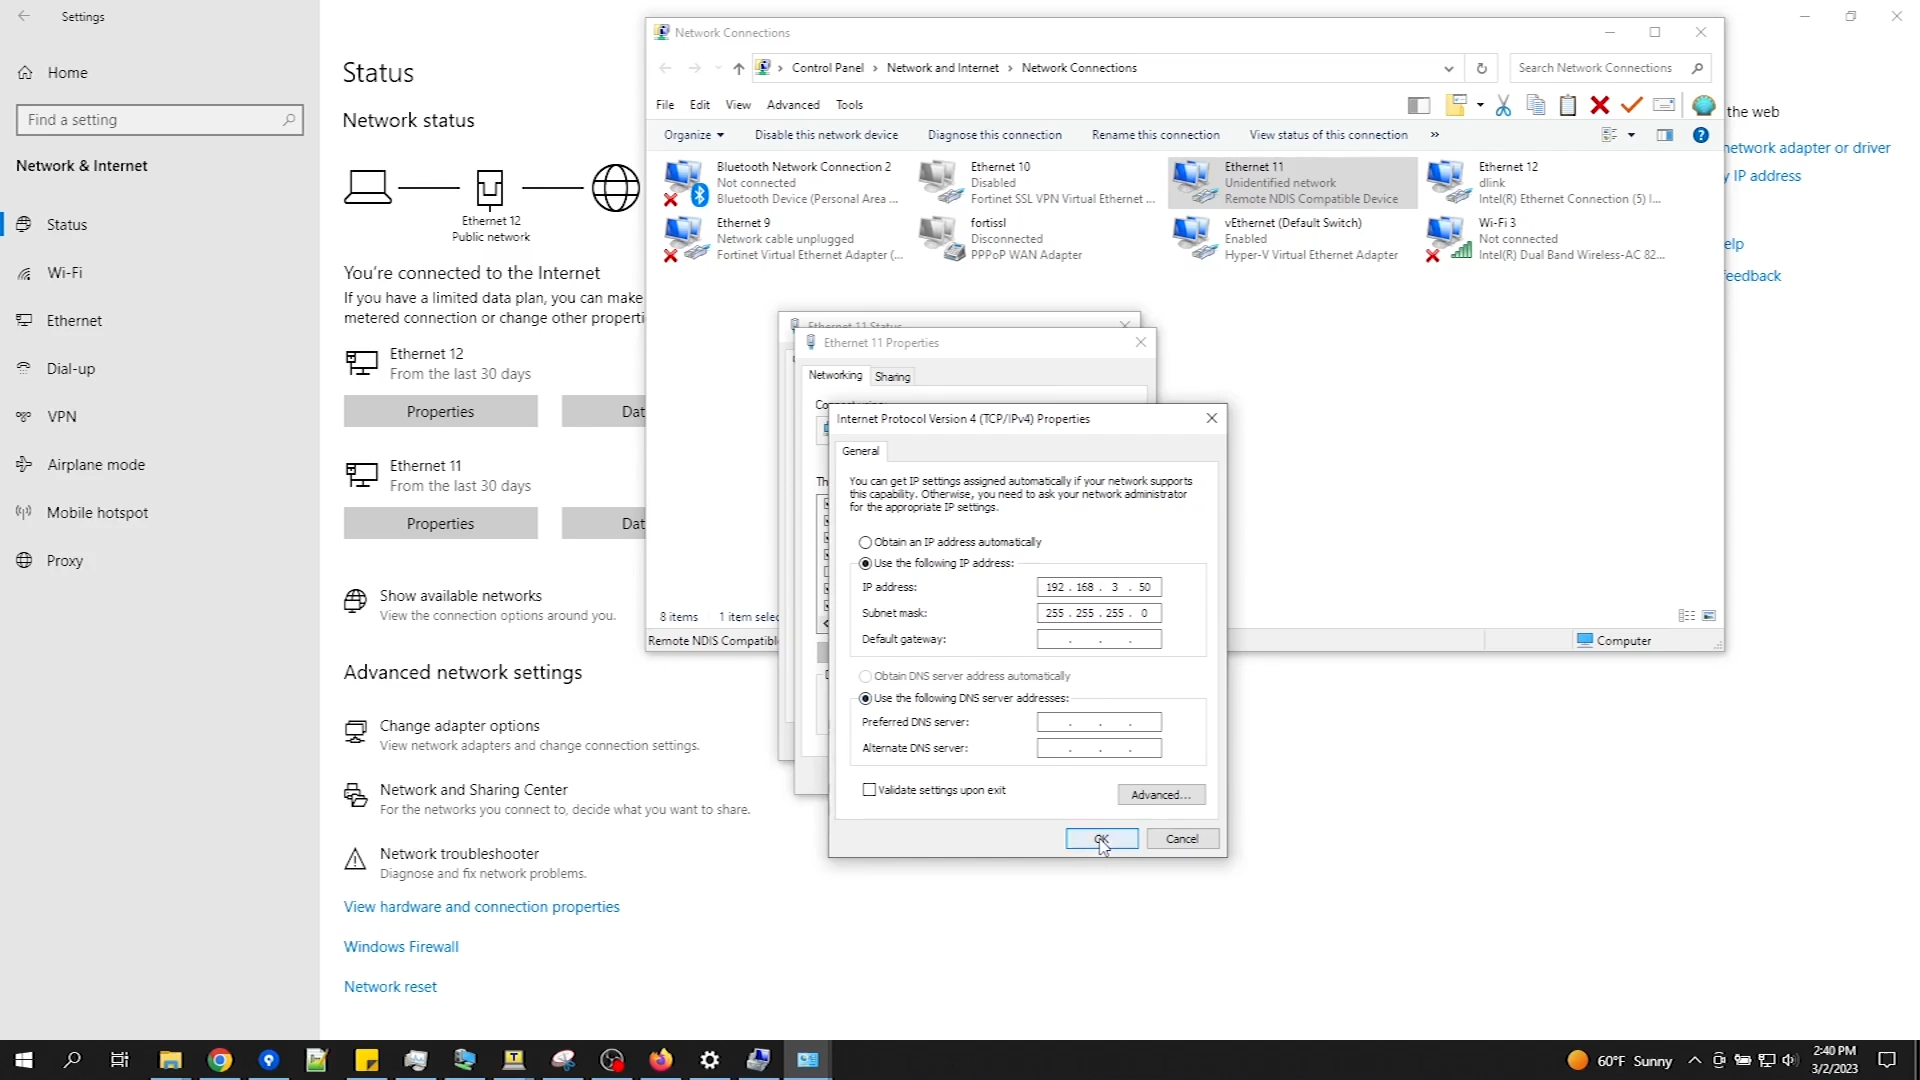 Settings
Home
Find a setting
Network & Internet
Status
Wi-Fi
Ethernet
Dial-up
VPN
Airplane mode
Mobile hotspot
Proxy
Status
Network status
Ethernet 12
Public network
You're connected to the Internet
If you have a limited data plan, you can make
metered connection or change other properti
Ethernet 12
From the last 30 days
Properties
Dat
Ethernet 11
From the last 30 days
Properties
Dat
Show available networks
View the connection options around you.
Advanced network settings
Change adapter options
View network adapters and change connection settings.
Network and Sharing Center
For the networks you connect to, decide what you want to share.
Network troubleshooter
Diagnose and fix network problems.
View hardware and connection properties
Windows Firewall
Network reset
the web
network adapter or driver
y IP address
elp
feedback
Network Connections
Control Panel > Network and Internet > Network Connections
Search Network Connections
File Edit View Advanced Tools
Organize Disable this network device Diagnose this connection Rename this connection View status of this connection »
Bluetooth Network Connection 2
Not connected
Bluetooth Device (Personal Area ...
Ethernet 10
Disabled
Fortinet SSL VPN Virtual Ethernet ...
Ethernet 11
Unidentified network
Remote NDIS Compatible Device
Ethernet 12
dlink
Intel(R) Ethernet Connection (5) I...
Ethernet 9
Network cable unplugged
Fortinet Virtual Ethernet Adapter (...
fortissl
Disconnected
PPPoP WAN Adapter
vEthernet (Default Switch)
Enabled
Hyper-V Virtual Ethernet Adapter
Wi-Fi 3
Not connected
Intel(R) Dual Band Wireless-AC 82...
8 items 1 item selec
Remote NDIS Compatibl
Computer
Ethernet 11 Status
Ethernet 11 Properties
Networking Sharing
Co
Th
Internet Protocol Version 4 (TCP/IPv4) Properties
General
You can get IP settings assigned automatically if your network supports
this capability. Otherwise, you need to ask your network administrator
for the appropriate IP settings.
Obtain an IP address automatically
Use the following IP address:
IP address: 192 . 168 . 3 . 50
Subnet mask: 255 . 255 . 255 . 0
Default gateway: . . .
Obtain DNS server address automatically
Use the following DNS server addresses:
Preferred DNS server: . . .
Alternate DNS server: . . .
Validate settings upon exit
Advanced...
OK Cancel
60°F Sunny
2:40 PM
3/2/2023